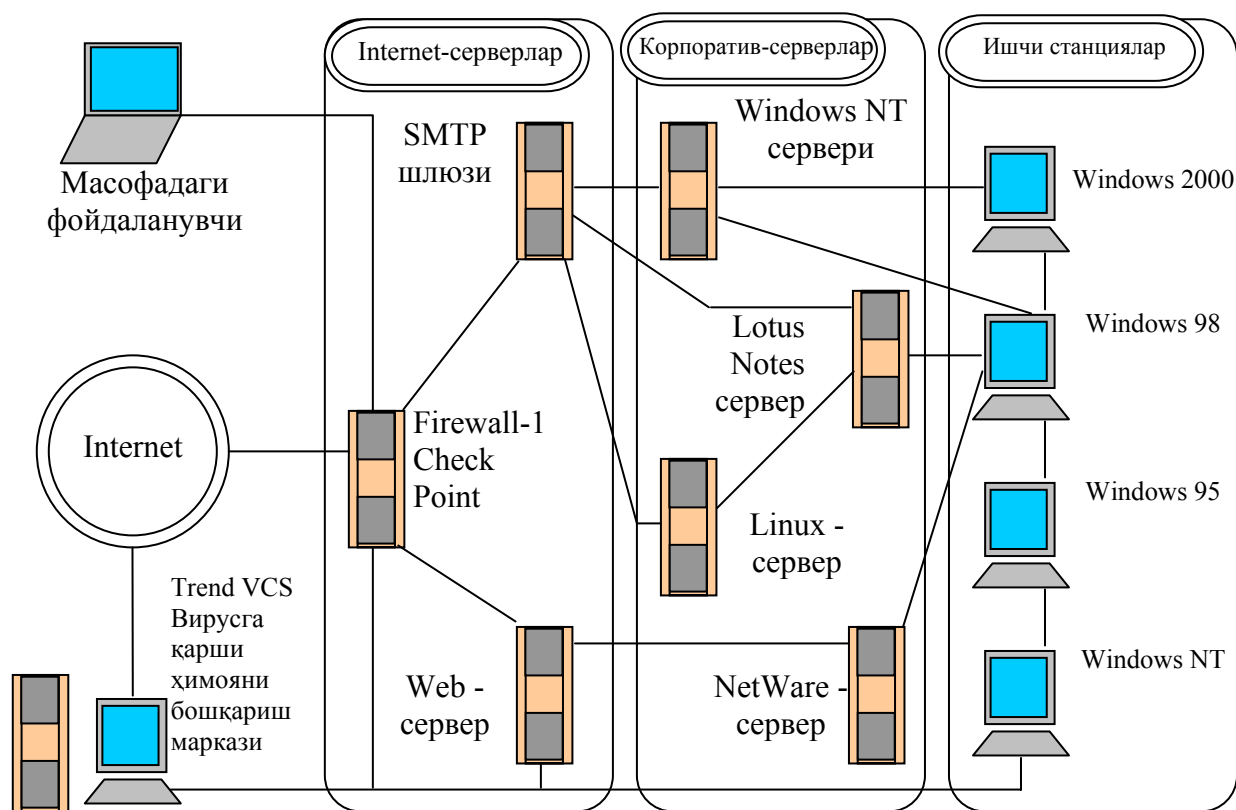 Internet-серверлар
Корпоратив-серверлар
Ишчи станциялар
Масофадаги
фойдаланувчи
SMTP
шлюзи
Windows NT
сервери
Windows 2000
Lotus
Notes
сервер
Windows 98
Internet
Firewall-1
Check
Point
Linux -
сервер
Windows 95
Trend VCS
Вирусга
қарши
ҳимояни
бошқариш
маркази
Web -
сервер
NetWare -
сервер
Windows NT